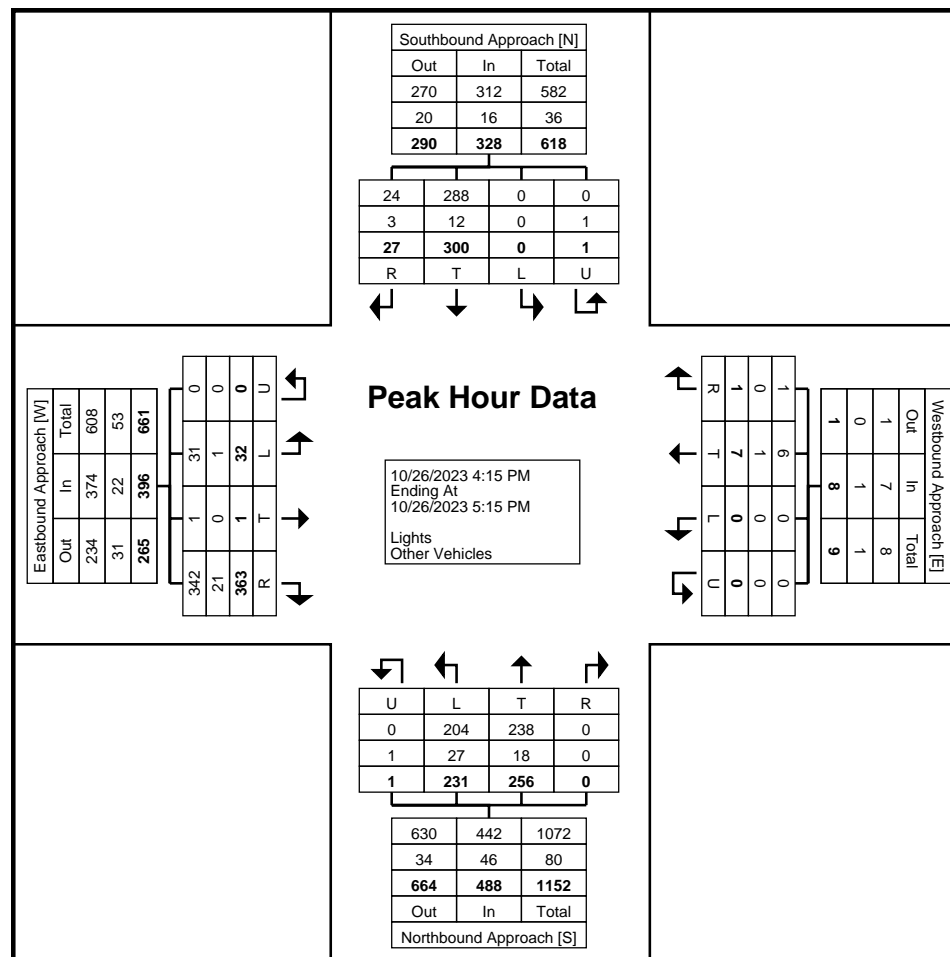 Southbound Approach [N]
Out In Total
270 312 582
20 16 36
290 328 618
24 288 0 0
3 12 0 1
27 300 0 1
R T L U
Eastbound Approach [W]
Out In Total
234 374 608
31 22 53
265 396 661
342 1 31 0
21 0 1 0
363 1 32 0
R T L U
Peak Hour Data
10/26/2023 4:15 PM
Ending At
10/26/2023 5:15 PM
Lights
Other Vehicles
R T L U
1 7 0 0
0 1 0 0
1 6 0 0
1 8 9
0 1 1
1 7 8
Out In Total
Westbound Approach [E]
U L T R
0 204 238 0
1 27 18 0
1 231 256 0
630 442 1072
34 46 80
664 488 1152
Out In Total
Northbound Approach [S]